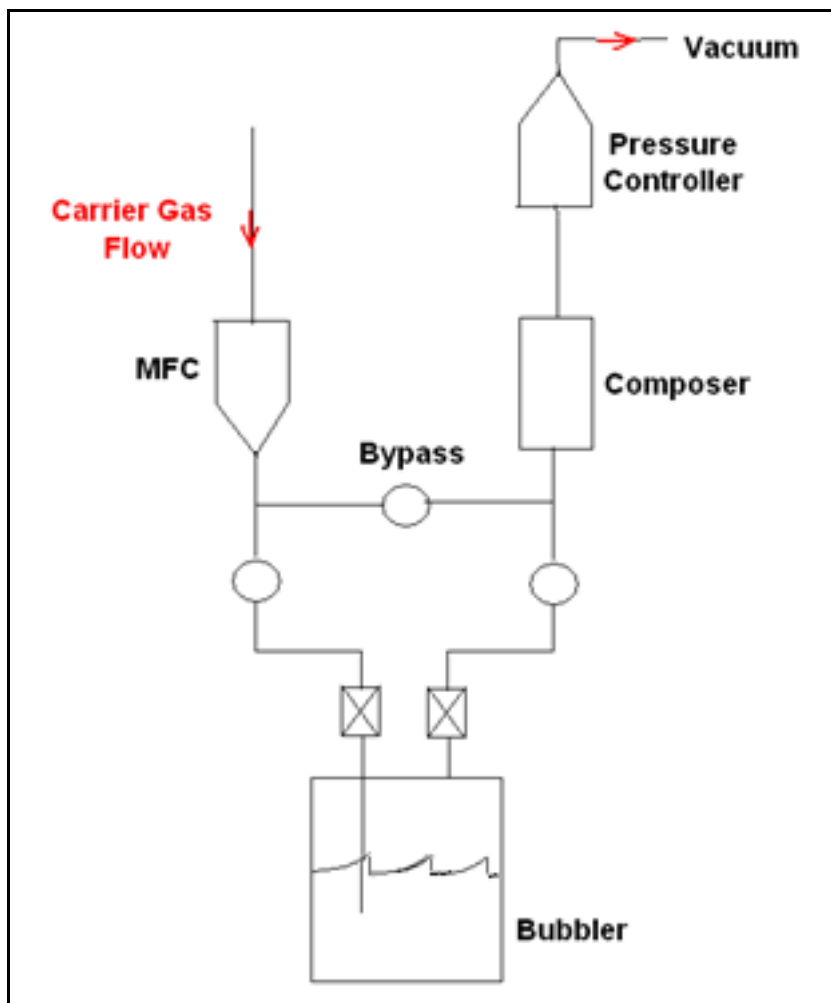 Vacuum
Pressure
Controller
Carrier Gas
Flow
MFC
Composer
Bypass
Bubbler